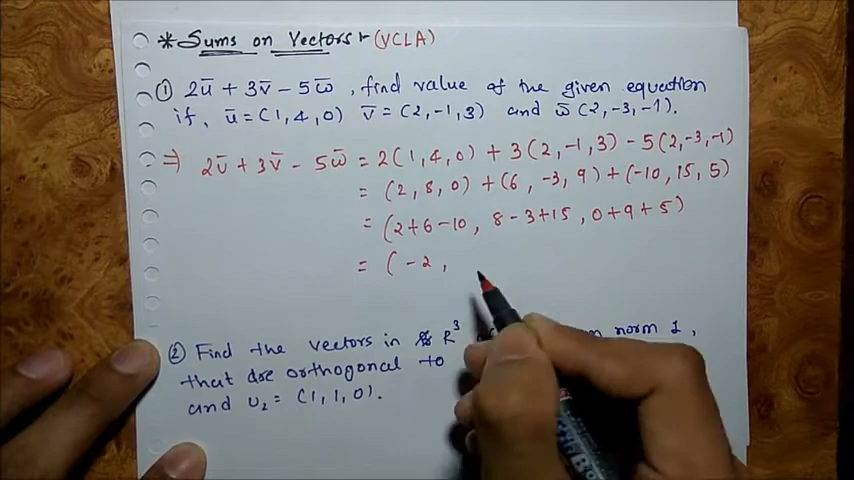 * Sums on Vectors :- (VCLA)
① 2ū + 3v̄ - 5w̄ , find value of the given equation
if, ū = (1, 4, 0) v̄ = (2, -1, 3) and w̄ (2, -3, -1).
⇒ 2ū + 3v̄ - 5w̄ = 2(1, 4, 0) + 3(2, -1, 3) - 5(2, -3, -1)
= (2, 8, 0) + (6, -3, 9) + (-10, 15, 5)
= (2+6-10, 8-3+15, 0+9+5)
= (-2,
② Find the vectors in R³ norm 1,
that are orthogonal to
and U₂ = (1, 1, 0).